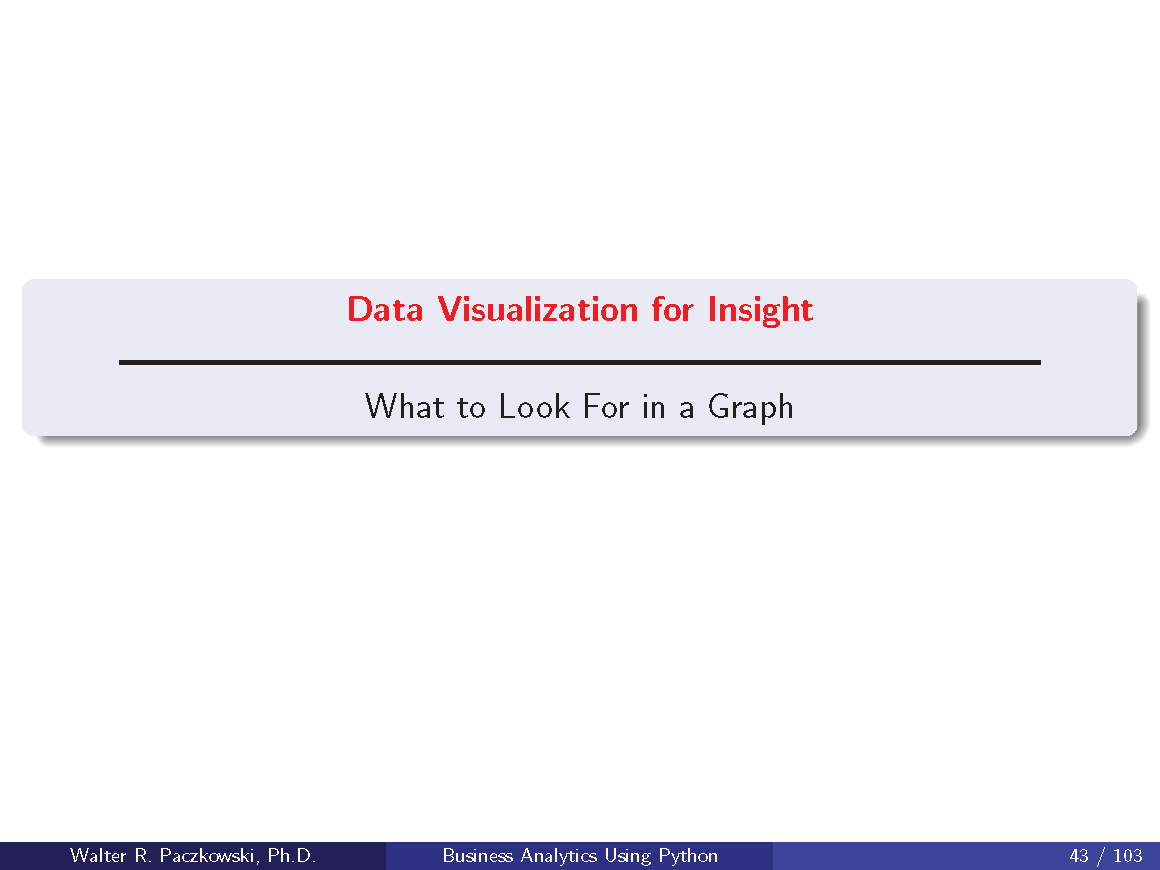 Data Visualization for Insight
What to Look For in a Graph
Walter R. Paczkowski, Ph.D.
Business Analytics Using Python
43 / 103